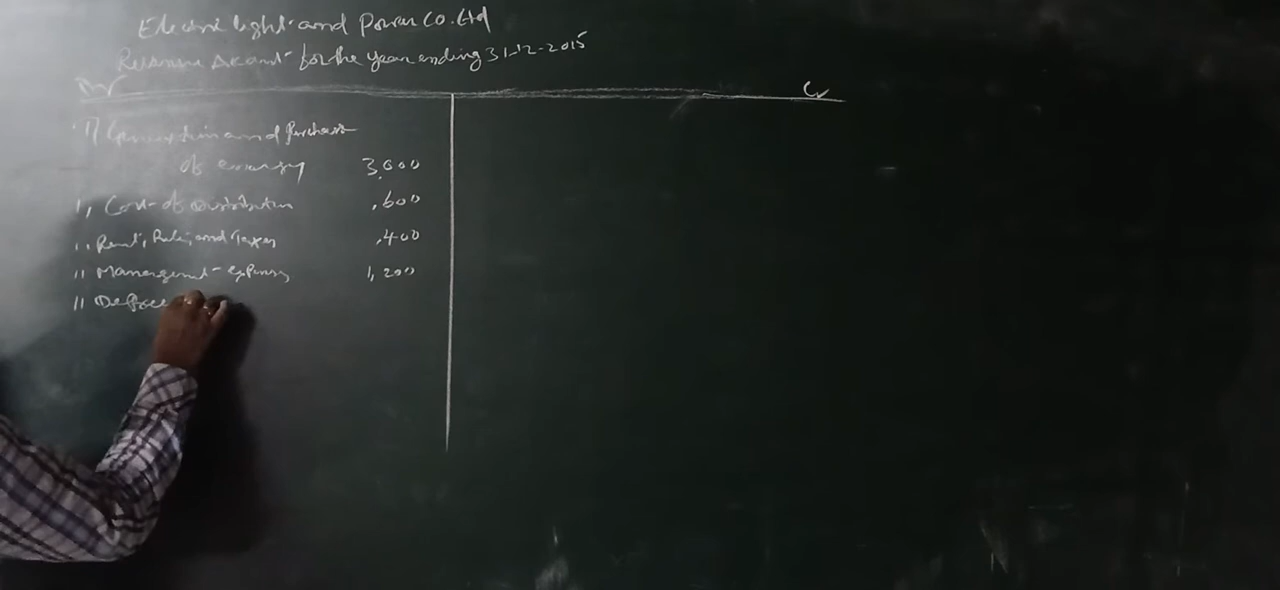 Electric light and Power Co. Ltd
Revenue Account for the year ending 31-12-2015
Dr Cr
" Generation and Purchase
of energy 3,000
" Cost of Distribution ,600
" Rent, Rates, and Taxes ,400
" Management expenses 1,200
" Deprec